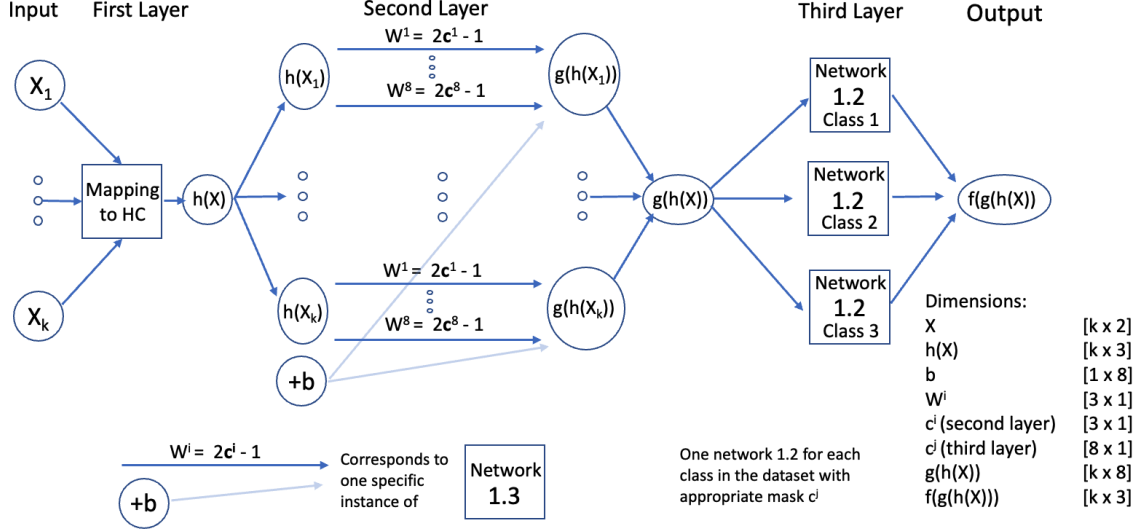 Input
First Layer
Second Layer
Third Layer
Output
X₁
Xₖ
Mapping
to HC
h(X)
h(X₁)
h(Xₖ)
+b
W¹ = 2c¹ - 1
W⁸ = 2c⁸ - 1
W¹ = 2c¹ - 1
W⁸ = 2c⁸ - 1
g(h(X₁))
g(h(Xₖ))
g(h(X))
Network
1.2
Class 1
Network
1.2
Class 2
Network
1.2
Class 3
f(g(h(X))
Dimensions:
X [k x 2]
h(X) [k x 3]
b [1 x 8]
Wⁱ [3 x 1]
cⁱ (second layer) [3 x 1]
cʲ (third layer) [8 x 1]
g(h(X)) [k x 8]
f(g(h(X))) [k x 3]
Wⁱ = 2cⁱ - 1
+b
Corresponds to
one specific
instance of
Network
1.3
One network 1.2 for each
class in the dataset with
appropriate mask cʲ